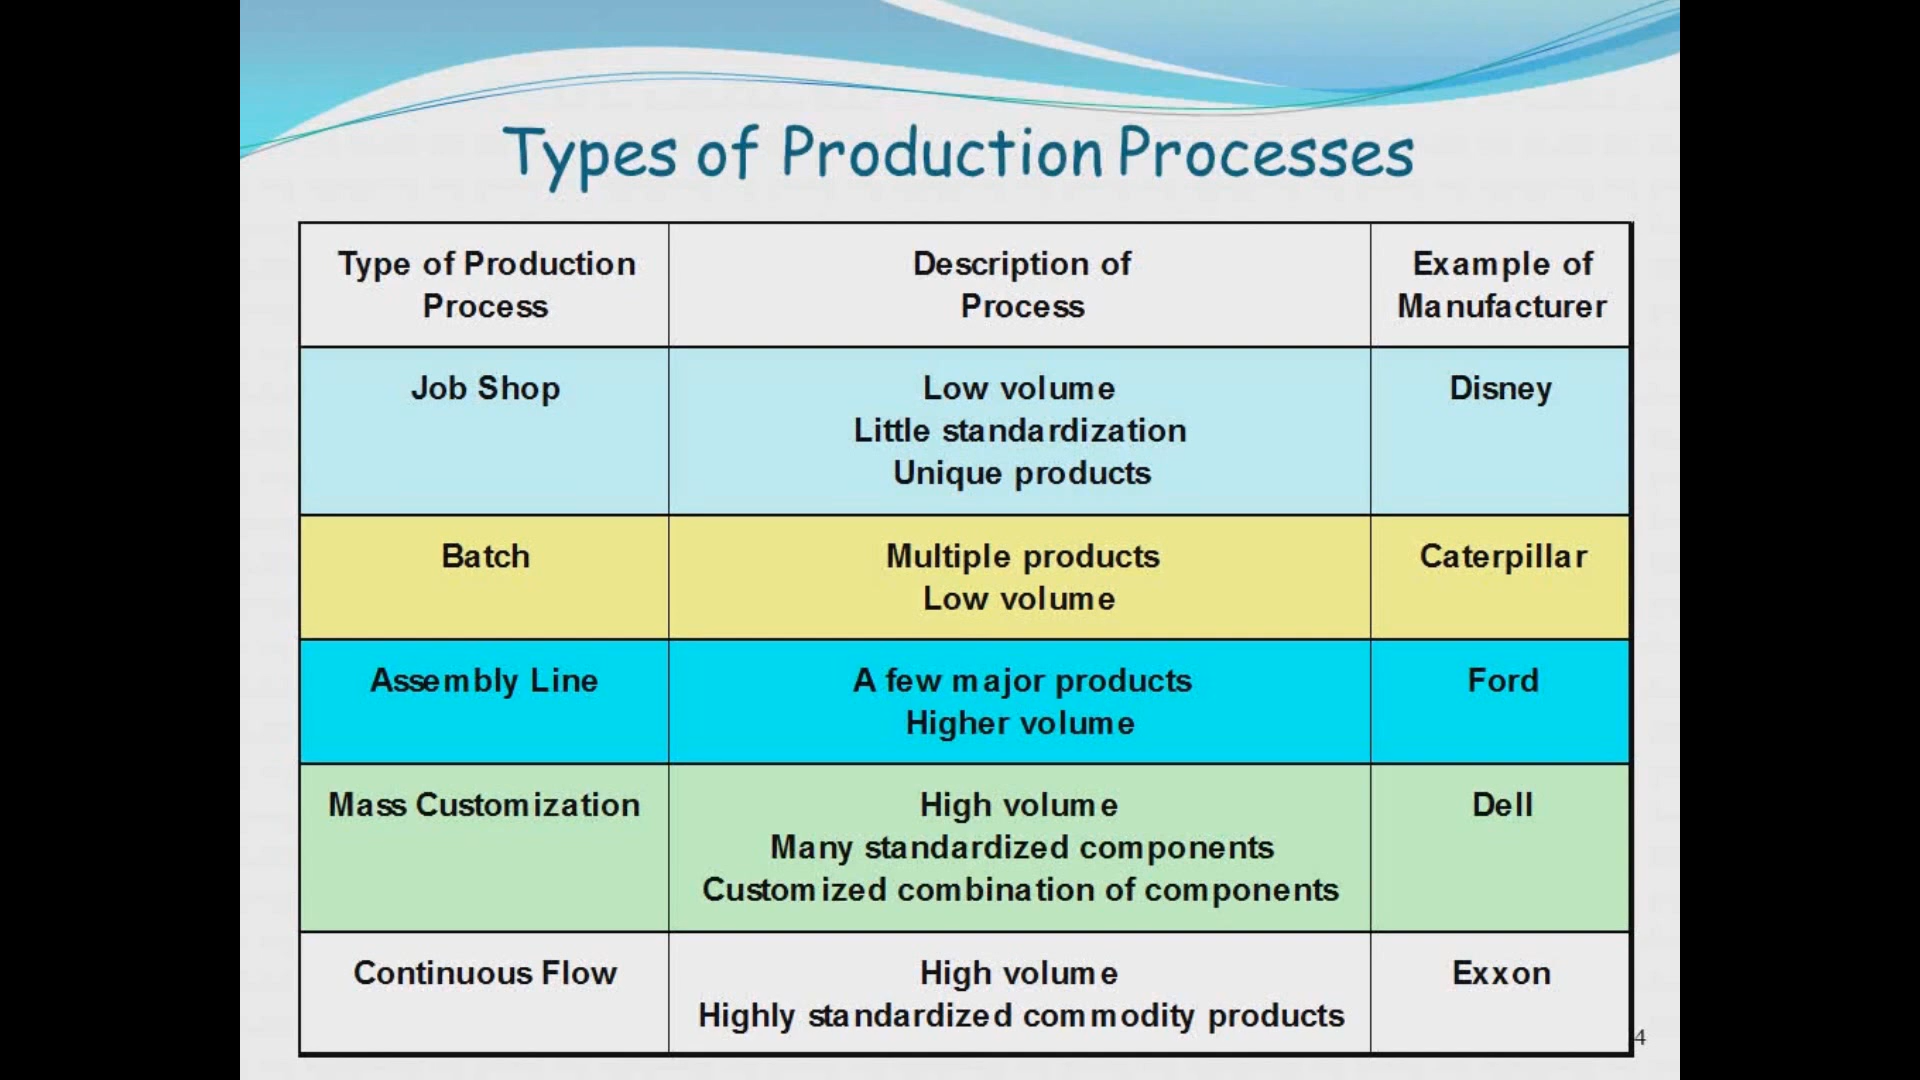 Types of Production Processes
Type of Production
Process
Description of
Process
Example of
Manufacturer
Job Shop
Low volume
Little standardization
Unique products
Disney
Batch
Multiple products
Low volume
Caterpillar
Assembly Line
A few major products
Higher volume
Ford
Mass Customization
High volume
Many standardized components
Customized combination of components
Dell
Continuous Flow
High volume
Highly standardized commodity products
Exxon
4